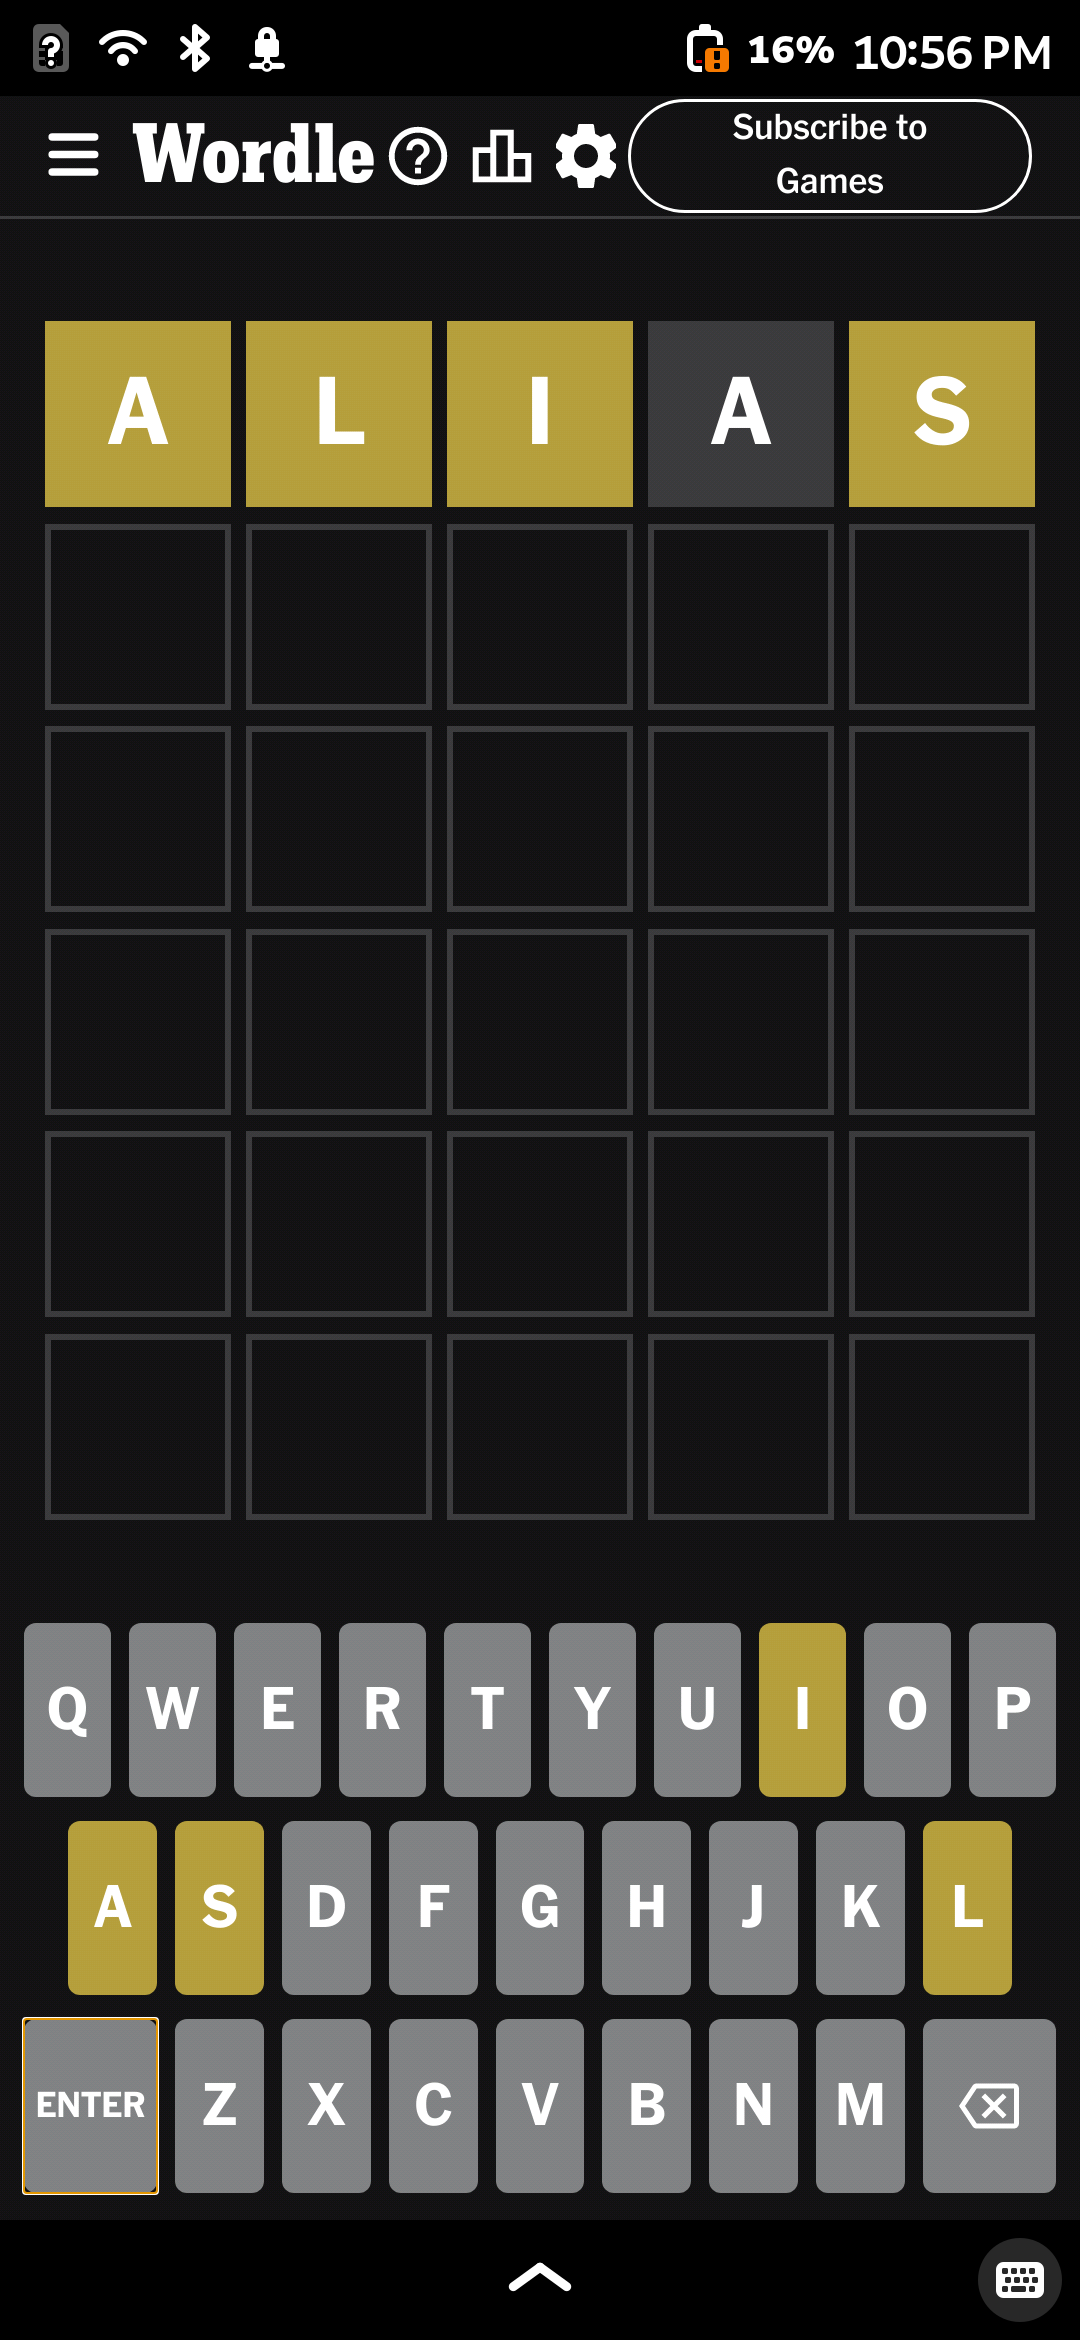 16% 10:56 PM
Wordle
Subscribe to
Games
A L I A S
Q W E R T Y U I O P
A S D F G H J K L
ENTER Z X C V B N M